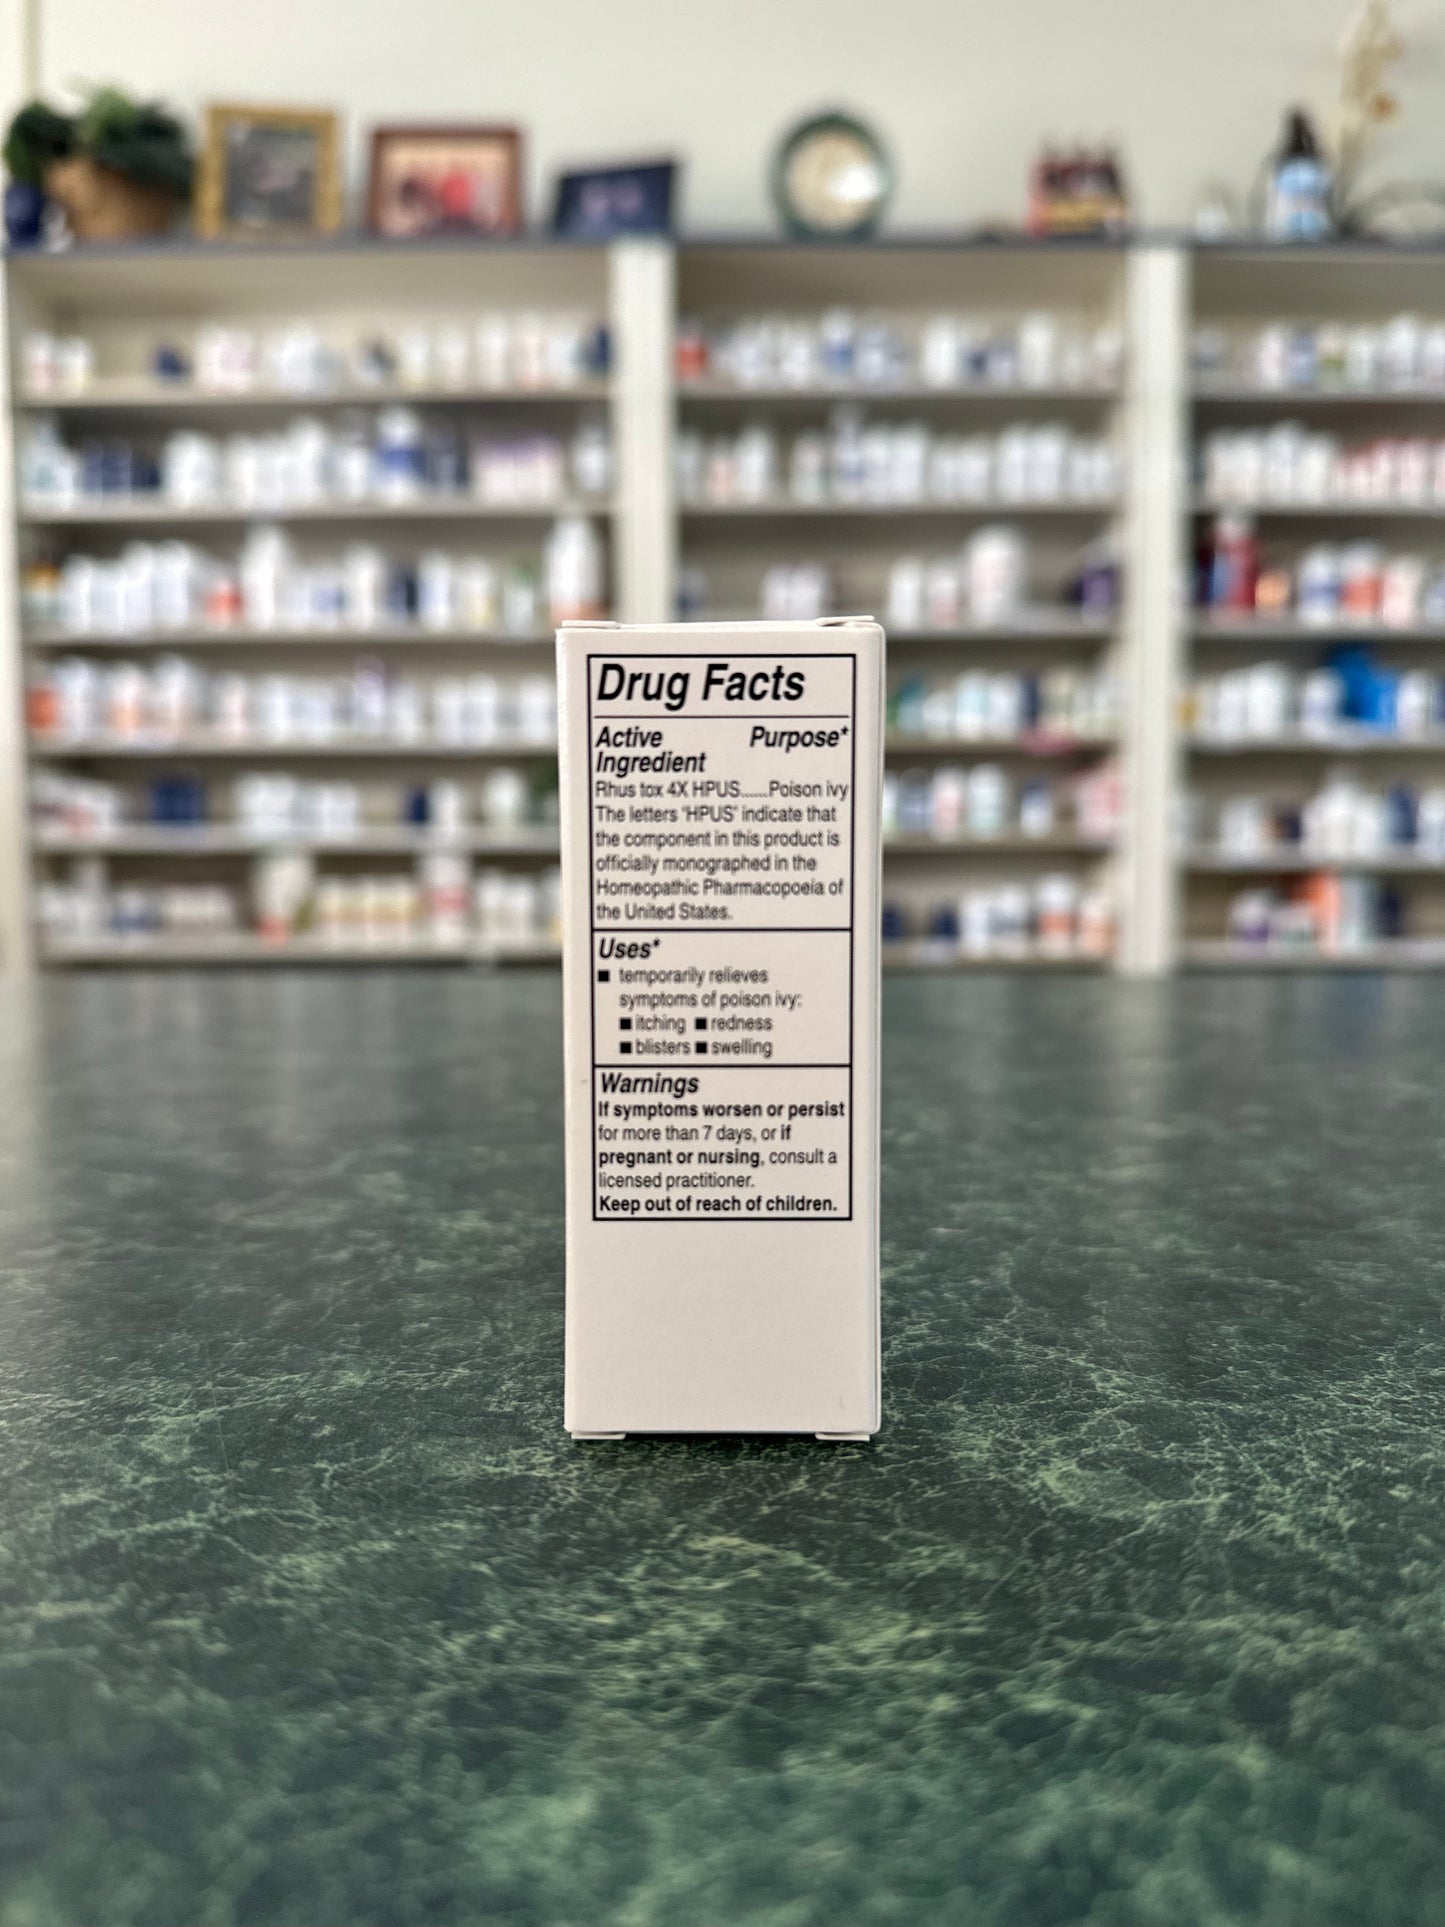 Drug Facts
Active Purpose*
Ingredient
Rhus tox 4X HPUS......Poison ivy
The letters "HPUS" indicate that
the component in this product is
officially monographed in the
Homeopathic Pharmacopoeia of
the United States.
Uses*
■ temporarily relieves
symptoms of poison ivy:
■ itching ■ redness
■ blisters ■ swelling
Warnings
If symptoms worsen or persist
for more than 7 days, or if
pregnant or nursing, consult a
licensed practitioner.
Keep out of reach of children.